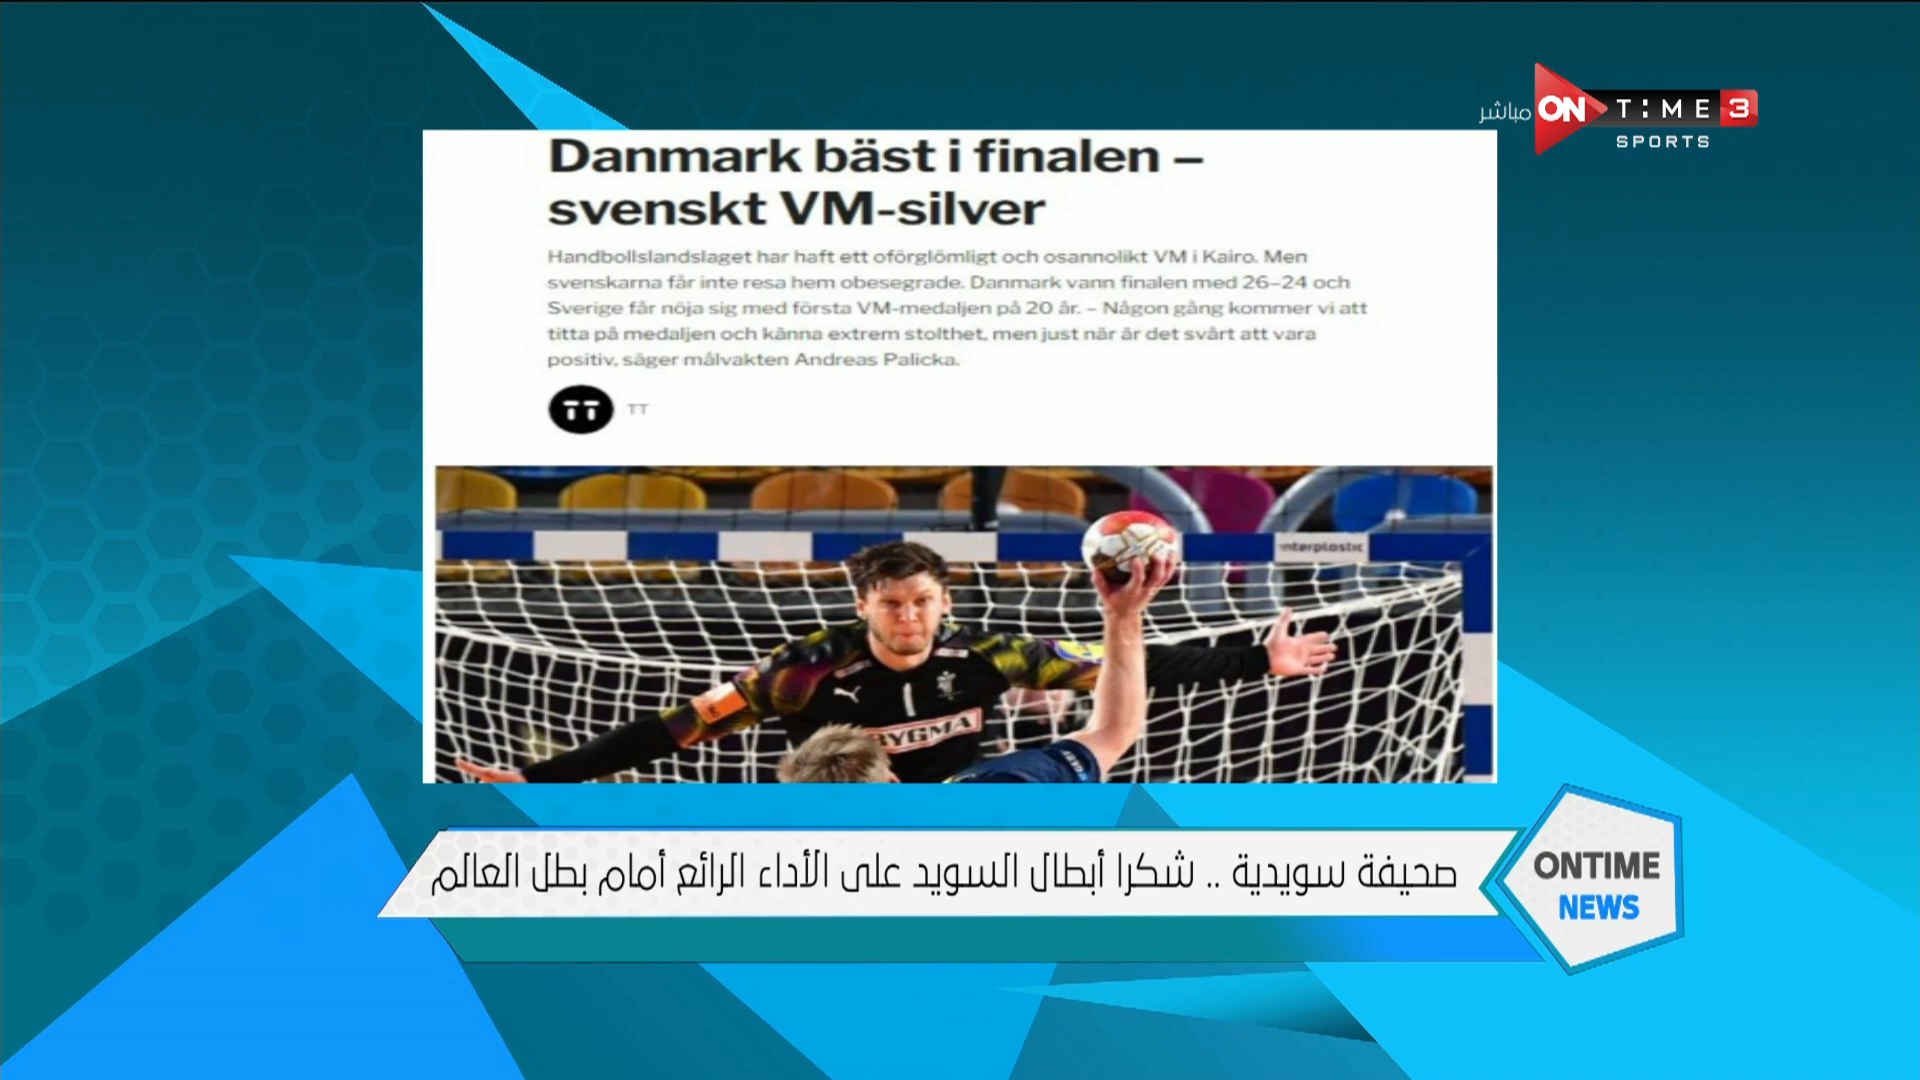 مباشر
ON TIME 3
SPORTS
Danmark bäst i finalen –
svenskt VM-silver
Handbollslandslaget har haft ett oförglömligt och osannolikt VM i Kairo. Men
svenskarna får inte resa hem obesegrade. Danmark vann finalen med 26–24 och
Sverige får nöja sig med första VM-medaljen på 20 år. – Någon gång kommer vi att
titta på medaljen och känna extrem stolthet, men just när är det svårt att vara
positiv, säger målvakten Andreas Palicka.
TT TT
interplastic
BYGMA
صحيفة سويدية .. شكرا أبطال السويد على الأداء الرائع أمام بطل العالم
ONTIME
NEWS